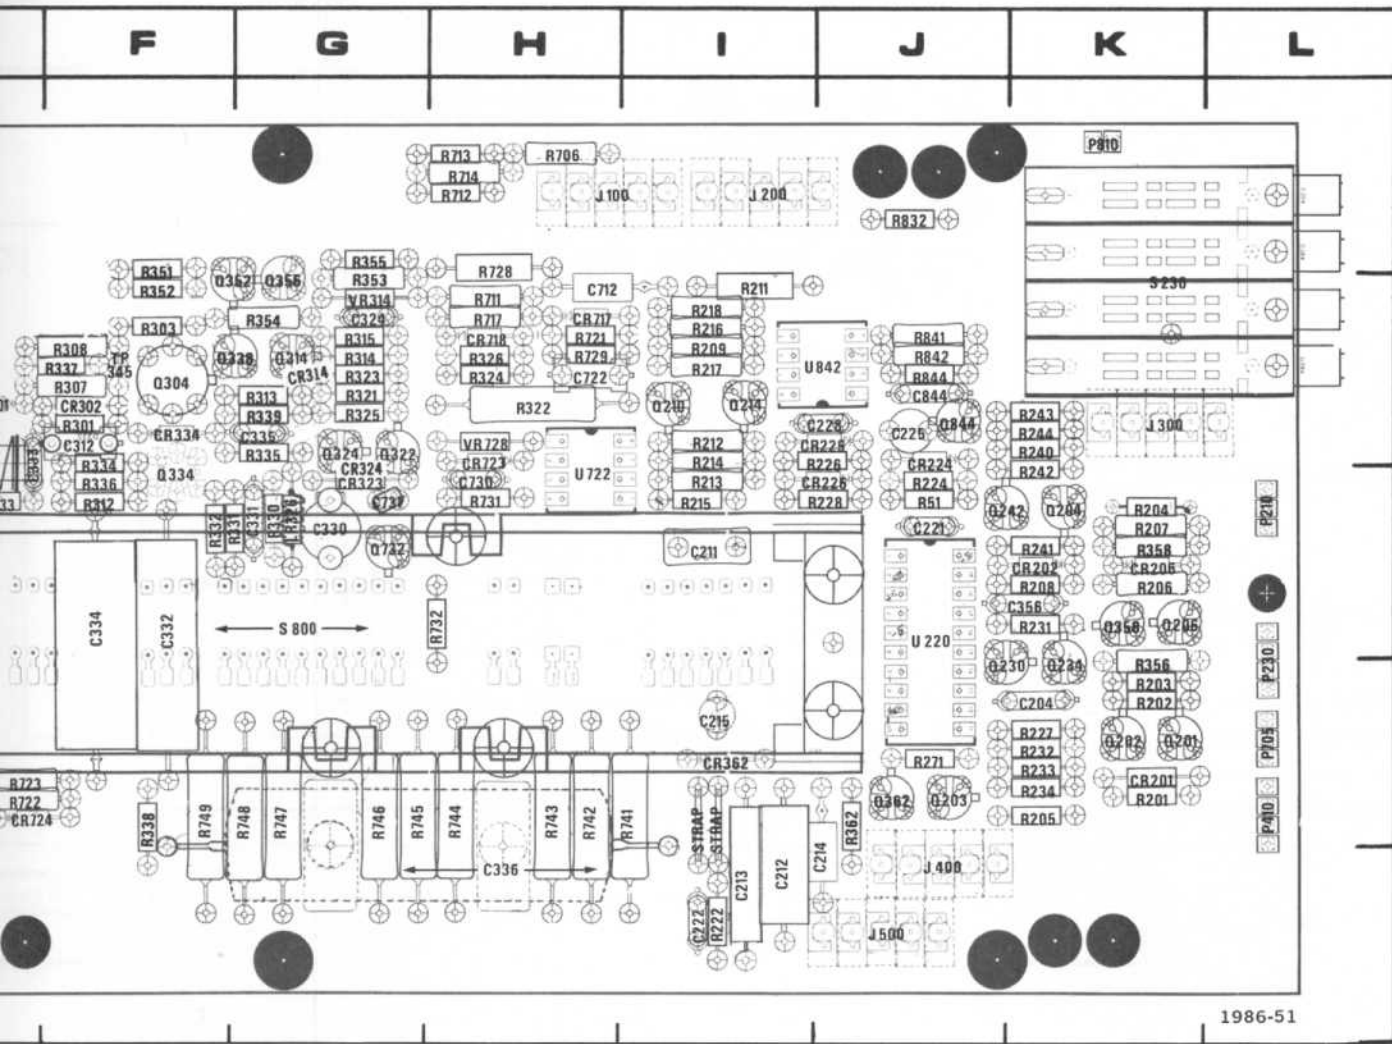 F G H I J K L
P810
R713 R706
R714
R712 J100 J200
R832
S230
R351 R352 Q352 Q355
R355 R353 R728
VR314 R711 C712 R211
R303 R354 C329 R717 CR717 R218
R315 CR718 R721 R216 R841
R308 TP 345 Q338 Q314 R314 R326 R729 R209 U842 R842
R337 CR314 R323 R324 C722 R217 R844
R307 Q304 C844
CR302 R313 R321 R322 Q210 Q214
R339 R325 R243 J300
R301 CR334 C335 C228 C225 Q844 R244
C312 R335 Q324 Q322 VR728 R212 CR228 R240
R334 CR324 CR723 U722 R214 R226 CR224 R242
R336 Q334 CR323 C730 R213 CR226 R224
R312 C737 R731 R215 R228 R51
R332 C331 R330 C330 Q242 Q204 R204 P210
C221 R207
Q732 C211 R241 R358
CR202 CR206
R208 R206
C356
C334 C332 S 800 R732 U220 R231 Q358
Q230 Q234 R356 P230
R203
C215 C204 R202
R227 Q202 Q201 P705
CR362 R271 R232
R723 R233 CR201
R722 R234 R201
CR724 R338 R749 R748 R747 R746 R745 R744 R743 R742 R741 STRAP STRAP R362 Q362 Q203 R205 P410
C336 C213 C212 C214 J400
C222 R222 J500
1986-51